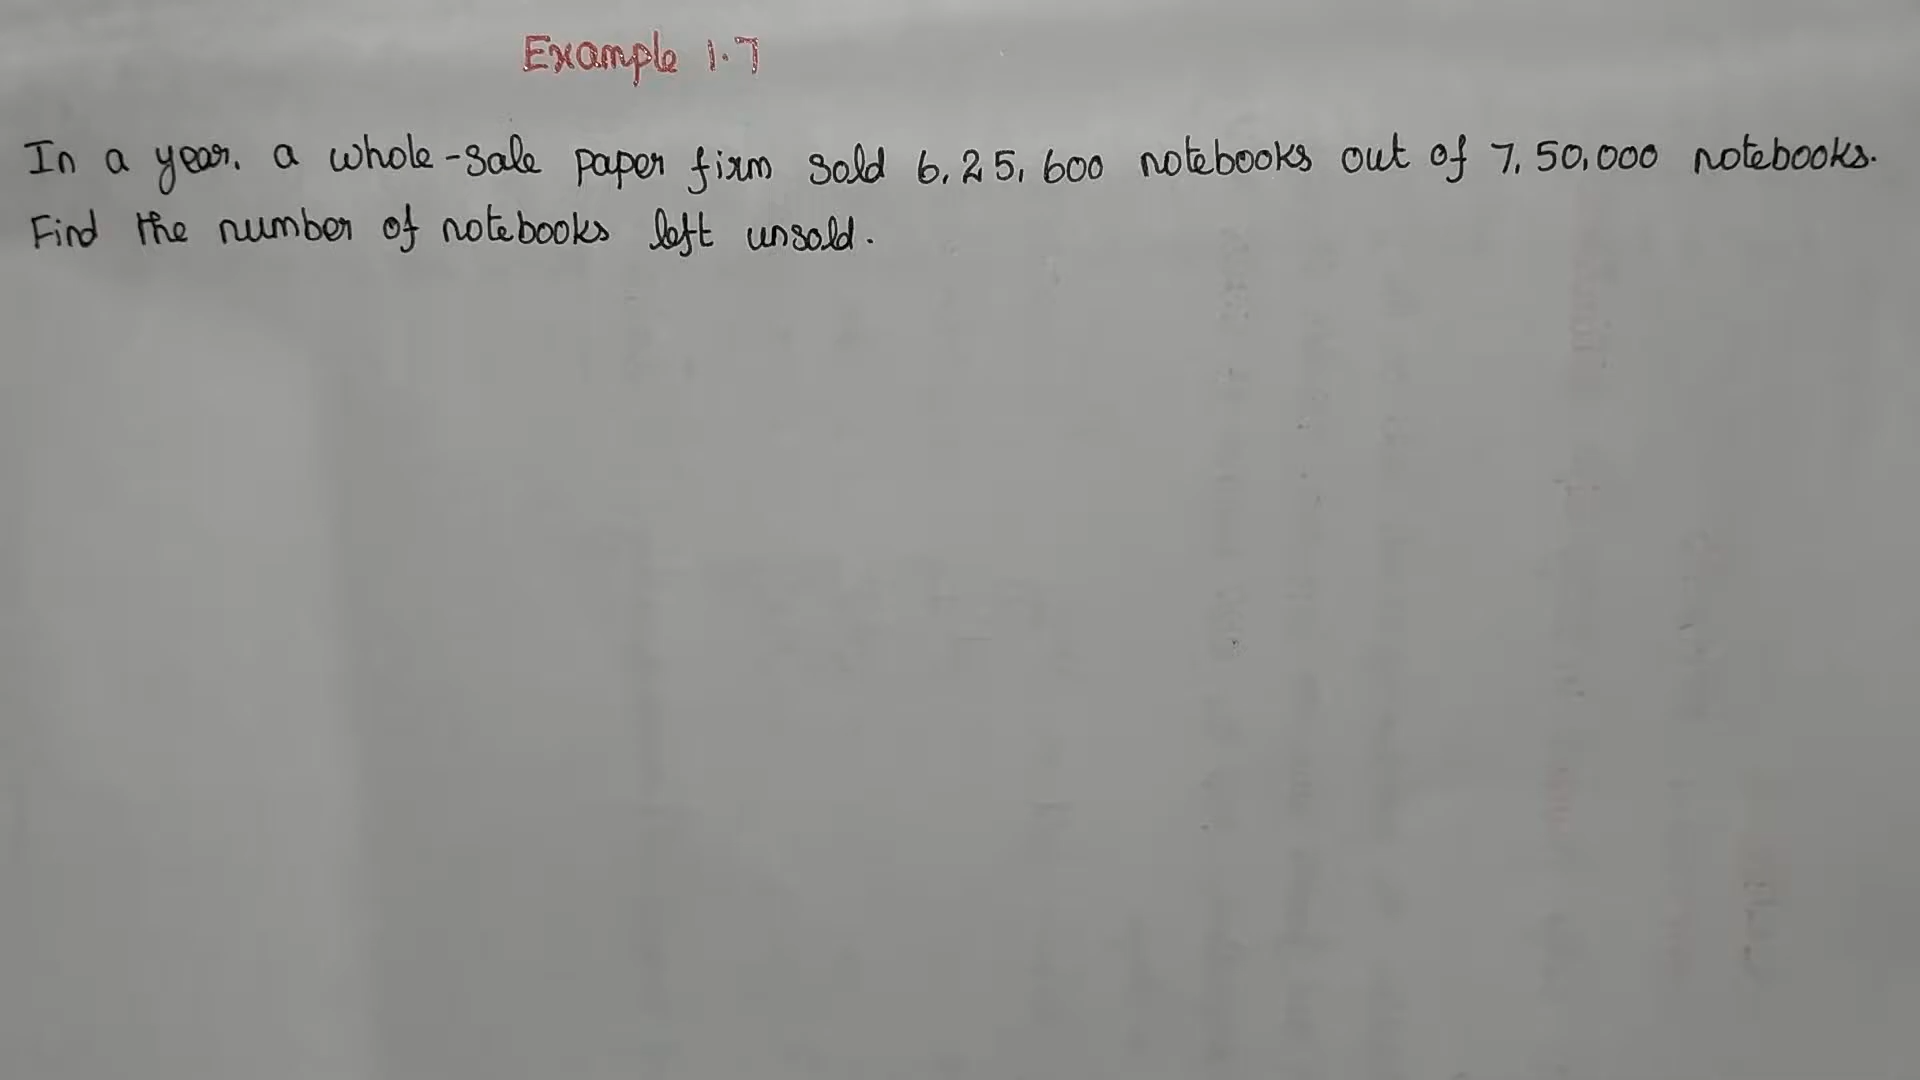 Example 1.7
In a year, a whole-sale paper firm sold 6,25,600 notebooks out of 7,50,000 notebooks.
Find the number of notebooks left unsold.